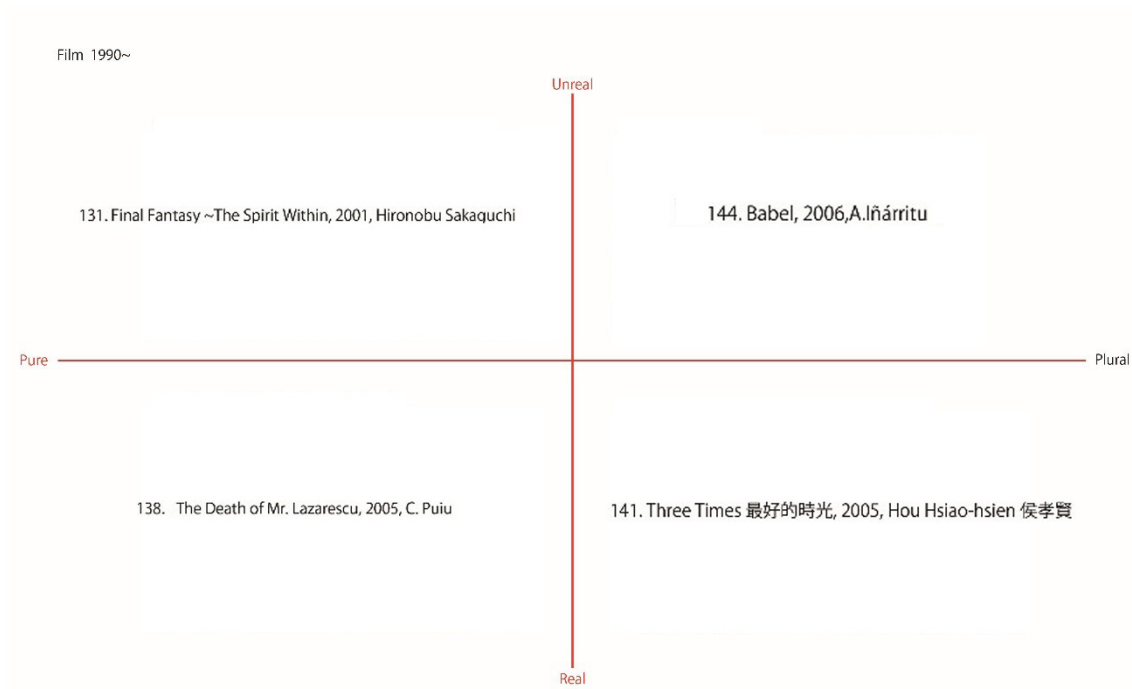 Film 1990~
Unreal
131. Final Fantasy ~The Spirit Within, 2001, Hironobu Sakaguchi
144. Babel, 2006,A.Iñárritu
Pure
Plural
138. The Death of Mr. Lazarescu, 2005, C. Puiu
141. Three Times 最好的時光, 2005, Hou Hsiao-hsien 侯孝賢
Real